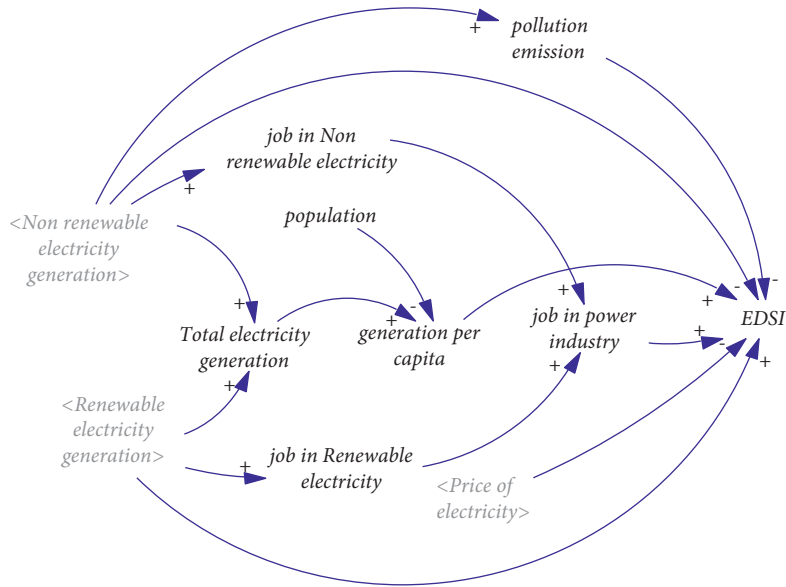 pollution
emission
+
job in Non
renewable electricity
+
<Non renewable
electricity
generation>
population
+
+
-
+
+
-
-
Total electricity
generation
generation per
capita
job in power
industry
+
EDSI
-
+
+
+
<Renewable
electricity
generation>
+
job in Renewable
electricity
<Price of
electricity>